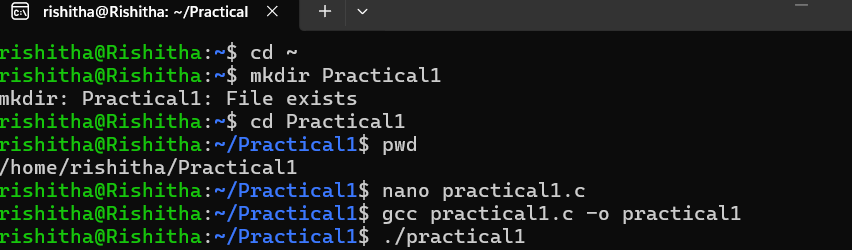 rishitha@Rishitha: ~/Practical
rishitha@Rishitha:~$ cd ~
rishitha@Rishitha:~$ mkdir Practical1
mkdir: Practical1: File exists
rishitha@Rishitha:~$ cd Practical1
rishitha@Rishitha:~/Practical1$ pwd
/home/rishitha/Practical1
rishitha@Rishitha:~/Practical1$ nano practical1.c
rishitha@Rishitha:~/Practical1$ gcc practical1.c -o practical1
rishitha@Rishitha:~/Practical1$ ./practical1